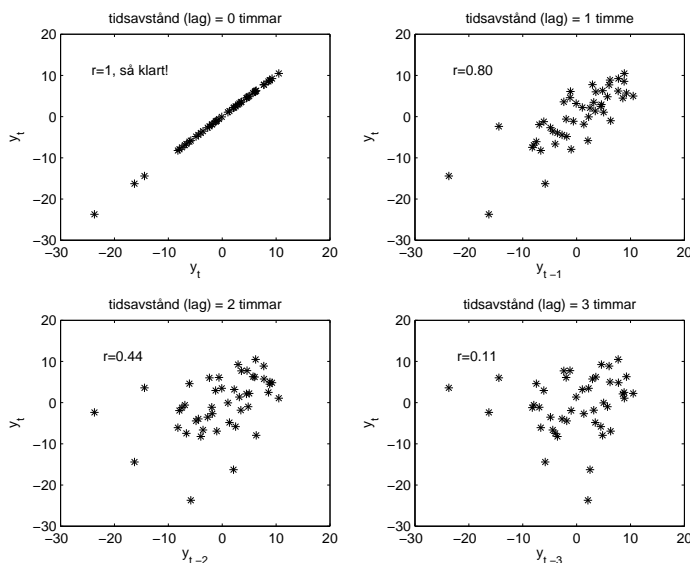 tidsavstånd (lag) = 0 timmar
20
10
0
−10
−20
−30
y_t
r=1, så klart!
−30 −20 −10 0 10 20
y_t
tidsavstånd (lag) = 1 timme
20
10
0
−10
−20
−30
y_t
r=0.80
−30 −20 −10 0 10 20
y_{t−1}
tidsavstånd (lag) = 2 timmar
20
10
0
−10
−20
−30
y_t
r=0.44
−30 −20 −10 0 10 20
y_{t−2}
tidsavstånd (lag) = 3 timmar
20
10
0
−10
−20
−30
y_t
r=0.11
−30 −20 −10 0 10 20
y_{t−3}